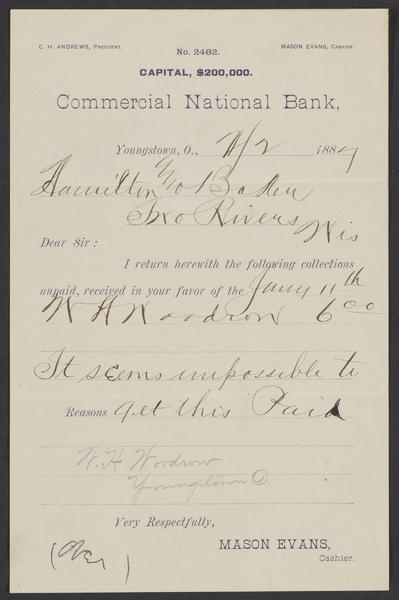 C. H. ANDREWS, PRESIDENT.
No. 2482.
MASON EVANS, CASHIER.
CAPITAL, $200,000.
Commercial National Bank,
Youngstown, O., 2 1884
Hamilton & Baker
Two Rivers
Wis
Dear Sir:
I return herewith the following collections
unpaid, received in your favor of the Jany 11th
W H Woodrow 6 00
It seems impossible to
Reasons get this Paid
W. H Woodrow
Youngstown O.
Very Respectfully,
MASON EVANS,
Cashier.
(Over)